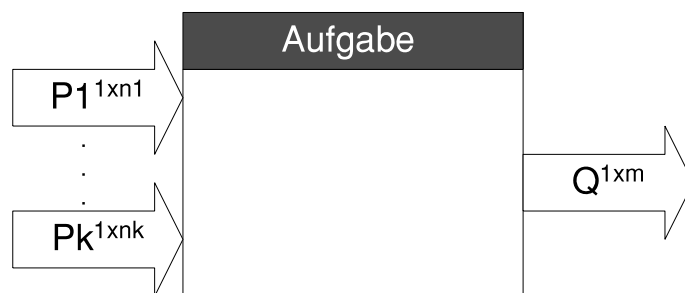 Aufgabe
P1^1xn1
.
.
.
Pk^1xnk
Q^1xm